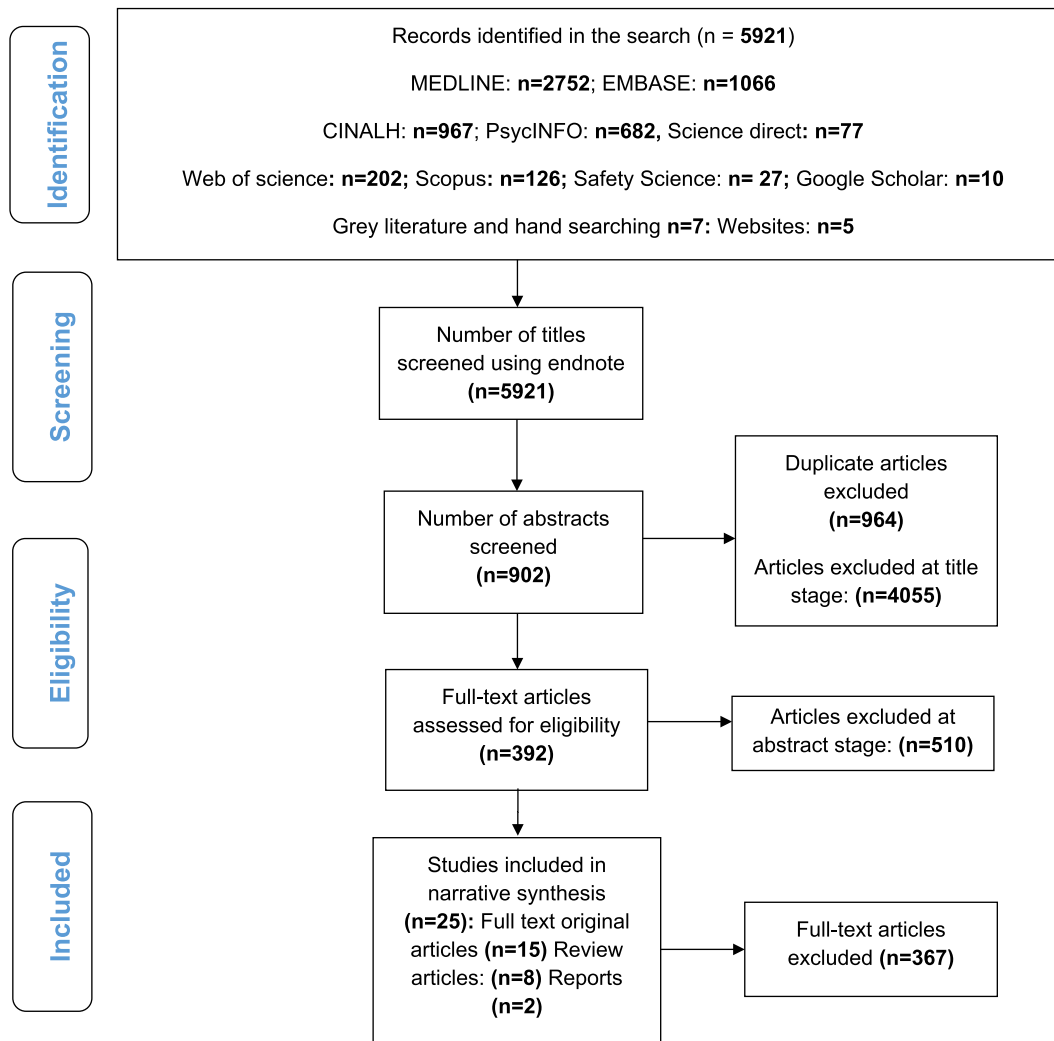 Identification
Records identified in the search (n = 5921)
MEDLINE: n=2752; EMBASE: n=1066
CINALH: n=967; PsycINFO: n=682, Science direct: n=77
Web of science: n=202; Scopus: n=126; Safety Science: n= 27; Google Scholar: n=10
Grey literature and hand searching n=7: Websites: n=5
Screening
Number of titles
screened using endnote
(n=5921)
Number of abstracts
screened
(n=902)
Duplicate articles
excluded
(n=964)
Articles excluded at title
stage: (n=4055)
Eligibility
Full-text articles
assessed for eligibility
(n=392)
Articles excluded at
abstract stage: (n=510)
Included
Studies included in
narrative synthesis
(n=25): Full text original
articles (n=15) Review
articles: (n=8) Reports
(n=2)
Full-text articles
excluded (n=367)